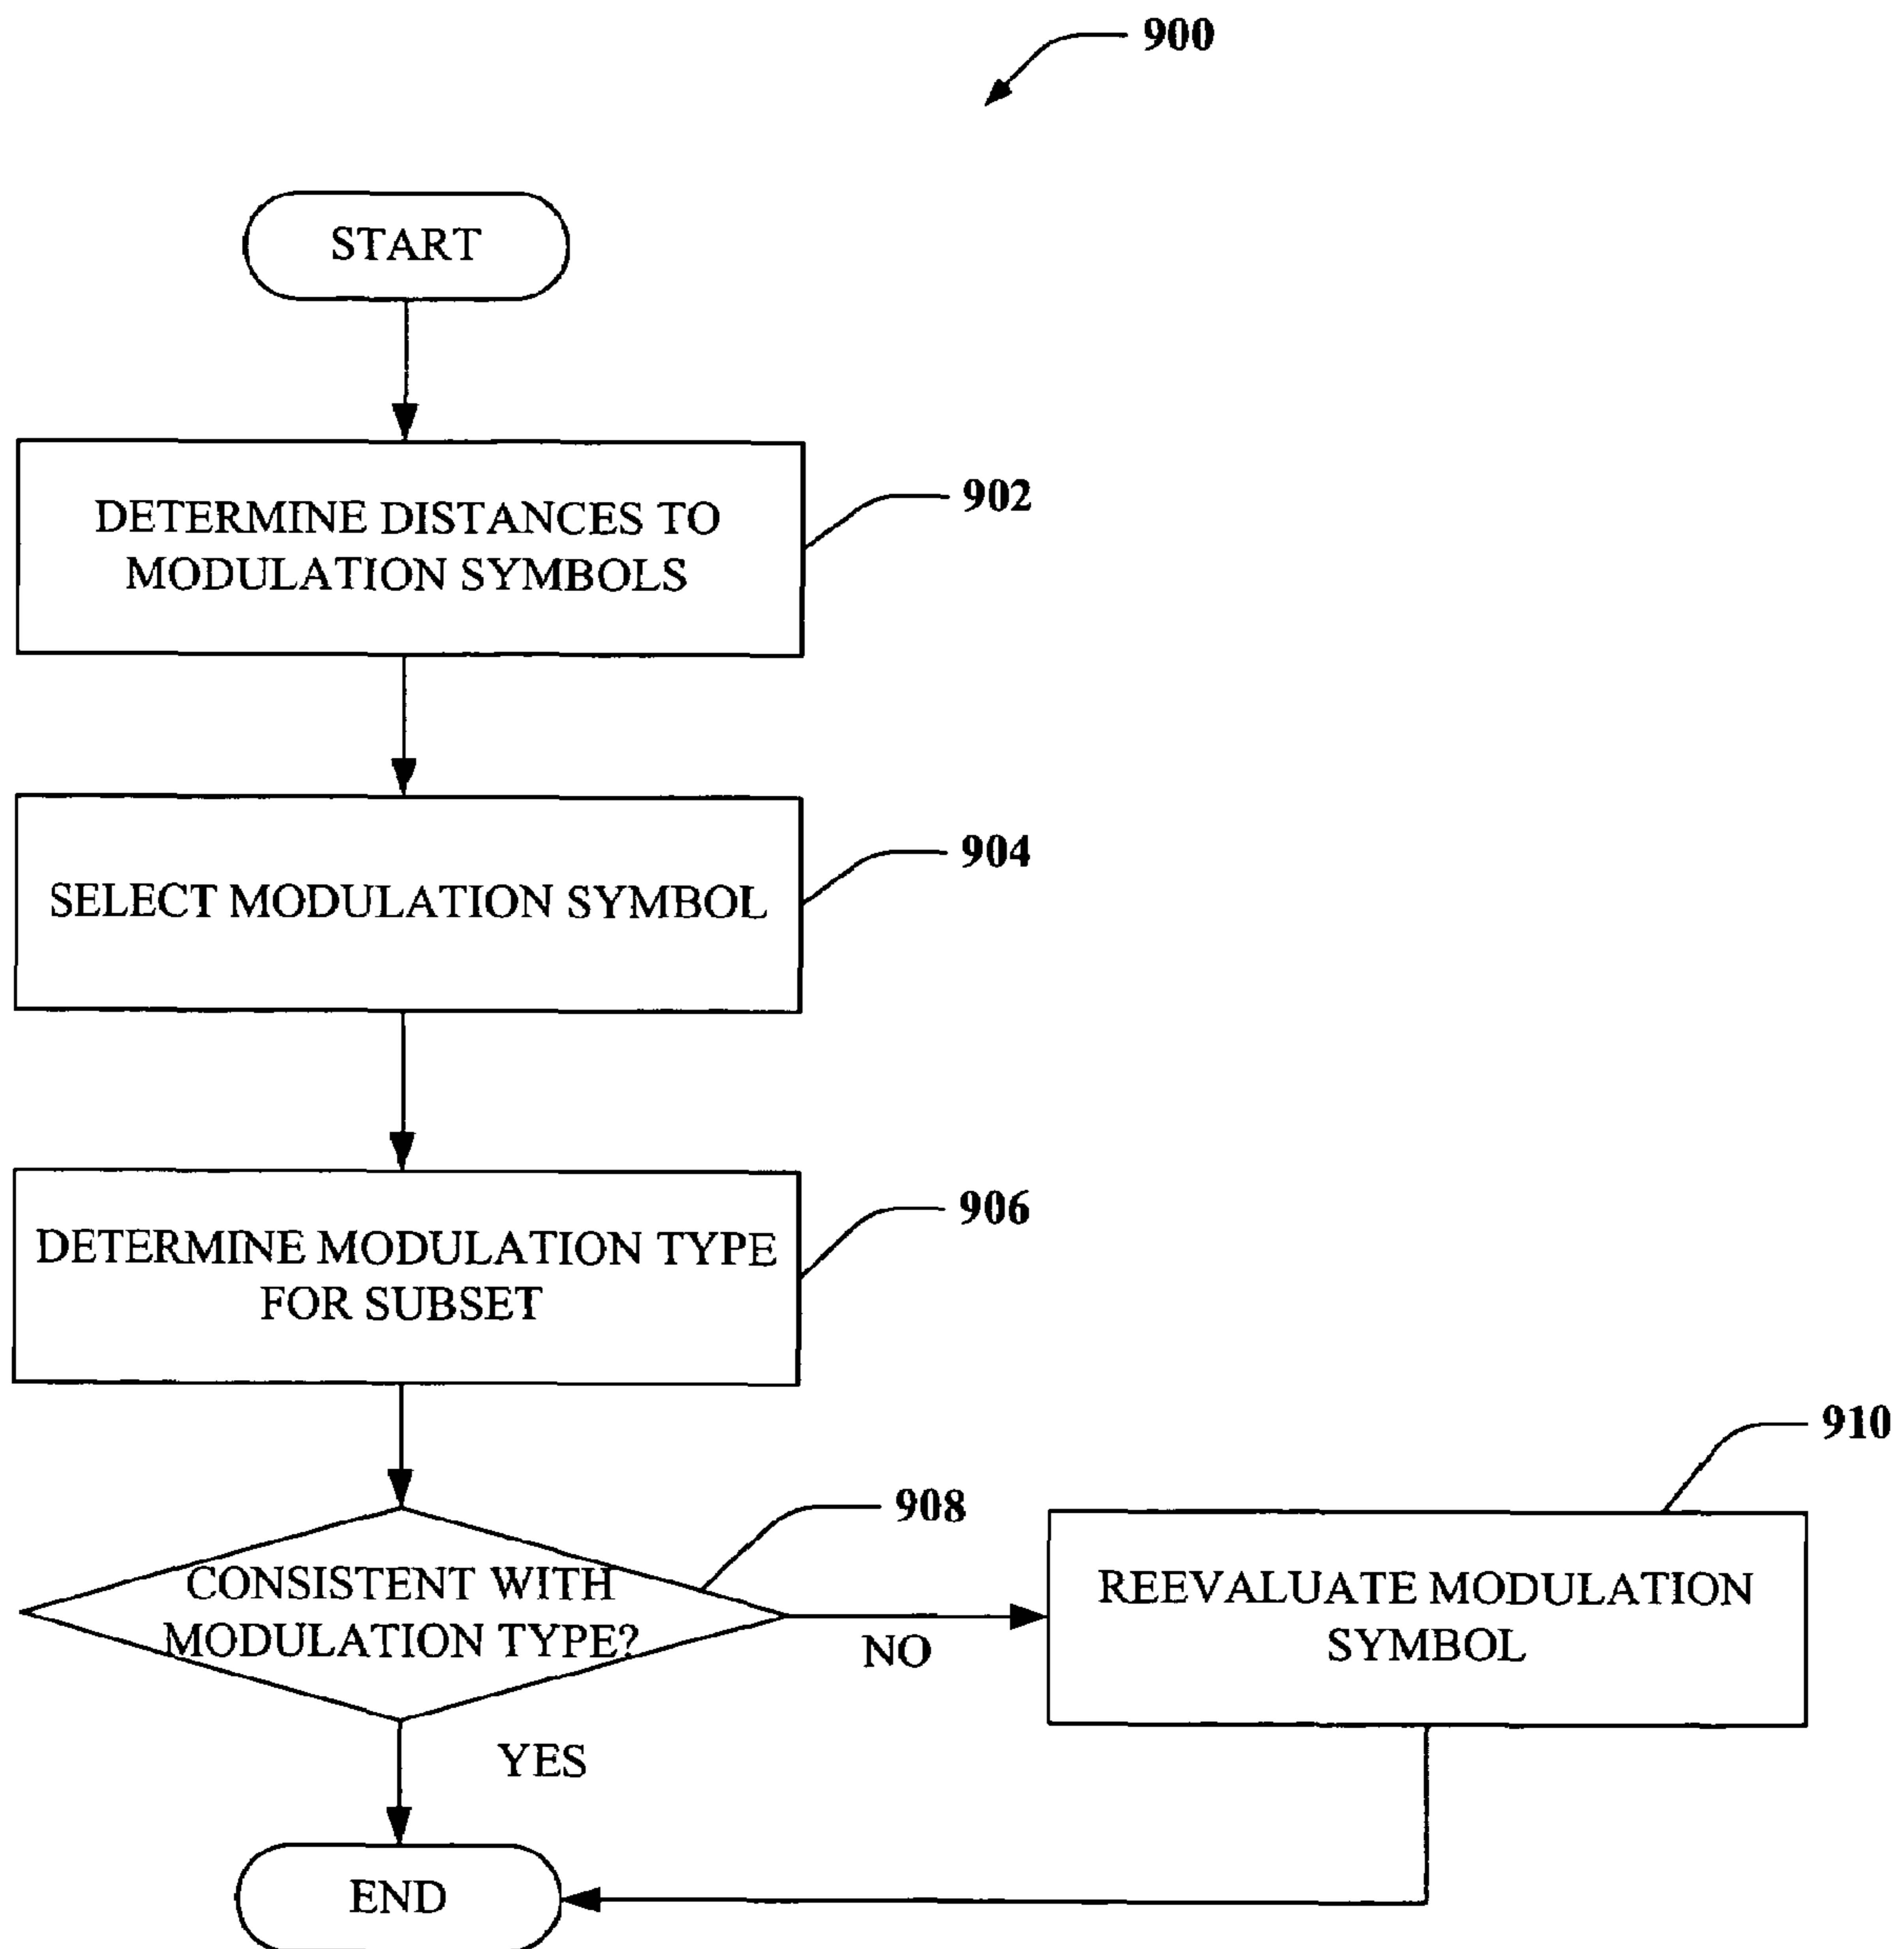 900
START
DETERMINE DISTANCES TO
MODULATION SYMBOLS
902
SELECT MODULATION SYMBOL
904
DETERMINE MODULATION TYPE
FOR SUBSET
906
CONSISTENT WITH
MODULATION TYPE?
908
NO
REEVALUATE MODULATION
SYMBOL
910
YES
END